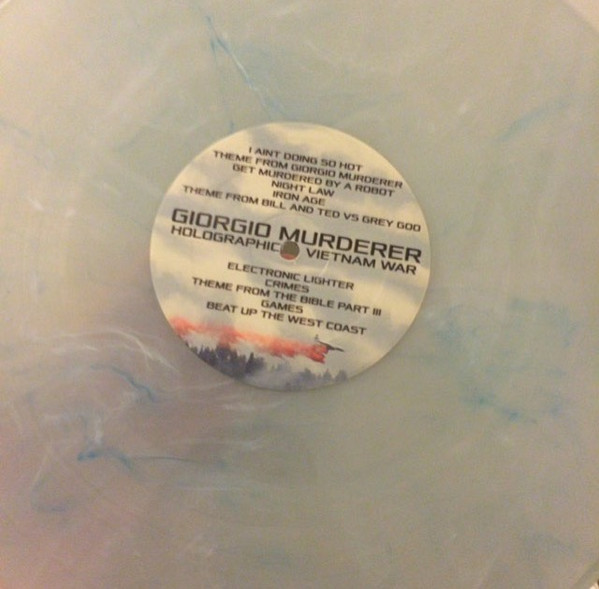 I AINT DOING SO HOT
THEME FROM GIORGIO MURDERER
GET MURDERED BY A ROBOT
NIGHT LAW
IRON AGE
THEME FROM BILL AND TED VS GREY GOO
GIORGIO MURDERER
HOLOGRAPHIC VIETNAM WAR
ELECTRONIC LIGHTER
CRIMES
THEME FROM THE BIBLE PART III
GAMES
BEAT UP THE WEST COAST